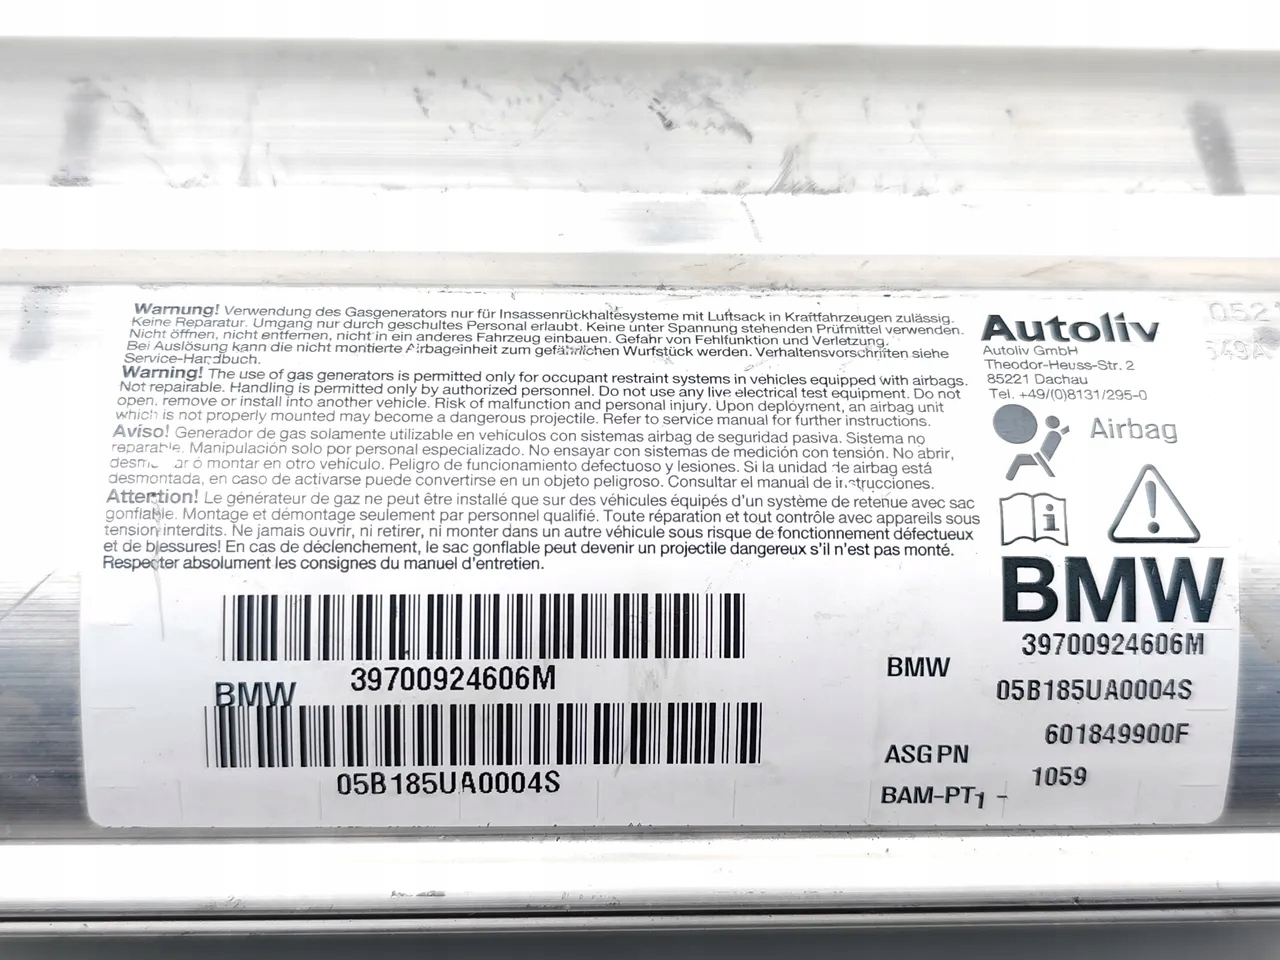 Warnung! Verwendung des Gasgenerators nur für Insassenrückhaltesysteme mit Luftsack in Kraftfahrzeugen zulässig.
Keine Reparatur. Umgang nur durch geschultes Personal erlaubt. Keine unter Spannung stehenden Prüfmittel verwenden.
Nicht öffnen, nicht entfernen, nicht in ein anderes Fahrzeug einbauen. Gefahr von Fehlfunktion und Verletzung.
Bei Auslösung kann die nicht montierte Airbageinheit zum gefährlichen Wurfstück werden. Verhaltensvorschriften siehe
Service-Handbuch.
Warning! The use of gas generators is permitted only for occupant restraint systems in vehicles equipped with airbags.
Not repairable. Handling is permitted only by authorized personnel. Do not use any live electrical test equipment. Do not
open, remove or install into another vehicle. Risk of malfunction and personal injury. Upon deployment, an airbag unit
which is not properly mounted may become a dangerous projectile. Refer to service manual for further instructions.
Aviso! Generador de gas solamente utilizable en vehículos con sistemas airbag de seguridad pasiva. Sistema no
reparable. Manipulación solo por personal especializado. No ensayar con sistemas de medición con tensión. No abrir,
ar ó montar en otro vehículo. Peligro de funcionamiento defectuoso y lesiones. Si la unidad de airbag está
desmontada, en caso de activarse puede convertirse en un objeto peligroso. Consultar el manual de instrucciones.
Attention! Le générateur de gaz ne peut être installé que sur des véhicules équipés d'un système de retenue avec sac
gonflable. Montage et démontage seulement par personnel qualifié. Toute réparation et tout contrôle avec appareils sous
tension interdits. Ne jamais ouvrir, ni retirer, ni monter dans un autre véhicule sous risque de fonctionnement défectueux
et de blessures! En cas de déclenchement, le sac gonflable peut devenir un projectile dangereux s'il n'est pas monté.
Respecter absolument les consignes du manuel d'entretien.
Autoliv
Autoliv GmbH
Theodor-Heuss-Str. 2
85221 Dachau
Tel. +49/(0)8131/295-0
Airbag
BMW
39700924606M
BMW
05B185UA0004S
39700924606M
BMW
05B185UA0004S
601849900F
ASG PN
1059
BAM-PT1 -